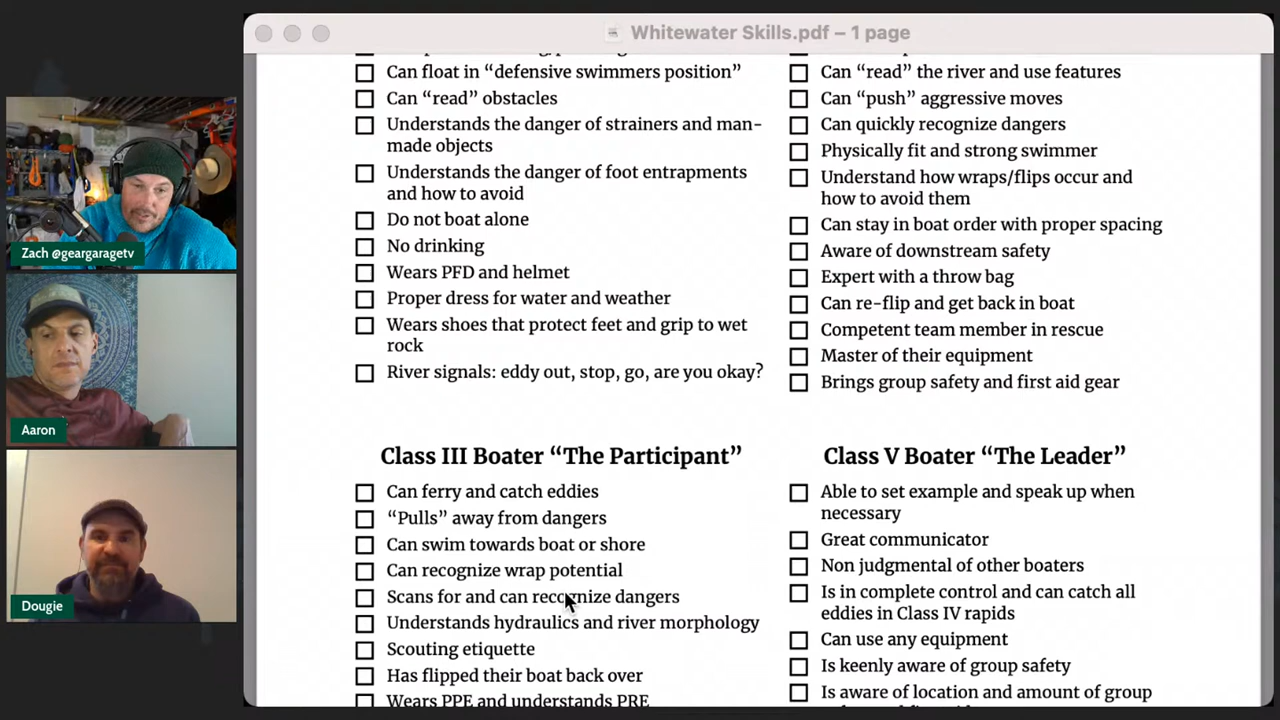 Whitewater Skills.pdf – 1 page
Zach @geargaragetv
Aaron
Dougie
Can float in “defensive swimmers position”
Can “read” obstacles
Understands the danger of strainers and man-
made objects
Understands the danger of foot entrapments
and how to avoid
Do not boat alone
No drinking
Wears PFD and helmet
Proper dress for water and weather
Wears shoes that protect feet and grip to wet
rock
River signals: eddy out, stop, go, are you okay?
Class III Boater “The Participant”
Can ferry and catch eddies
“Pulls” away from dangers
Can swim towards boat or shore
Can recognize wrap potential
Scans for and can recognize dangers
Understands hydraulics and river morphology
Scouting etiquette
Has flipped their boat back over
Wears PPE and understands PRE
Can “read” the river and use features
Can “push” aggressive moves
Can quickly recognize dangers
Physically fit and strong swimmer
Understand how wraps/flips occur and
how to avoid them
Can stay in boat order with proper spacing
Aware of downstream safety
Expert with a throw bag
Can re-flip and get back in boat
Competent team member in rescue
Master of their equipment
Brings group safety and first aid gear
Class V Boater “The Leader”
Able to set example and speak up when
necessary
Great communicator
Non judgmental of other boaters
Is in complete control and can catch all
eddies in Class IV rapids
Can use any equipment
Is keenly aware of group safety
Is aware of location and amount of group